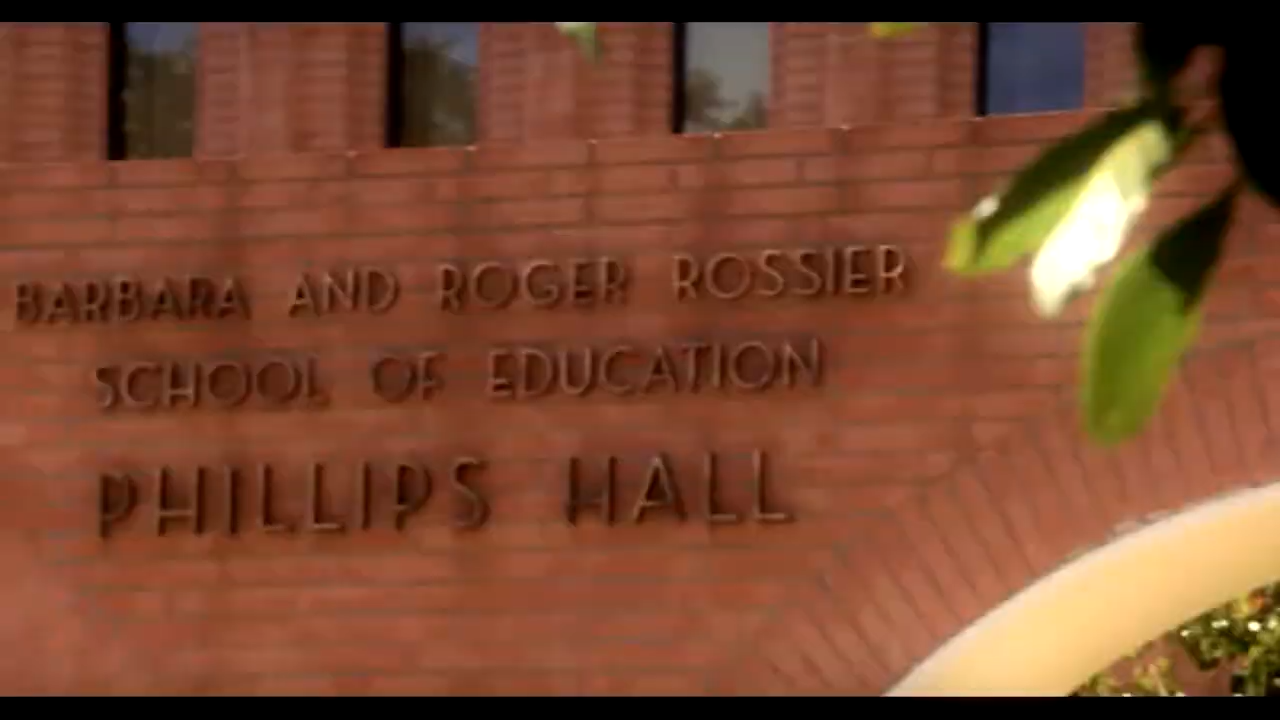 BARBARA AND ROGER ROSSIER
SCHOOL OF EDUCATION
PHILLIPS HALL